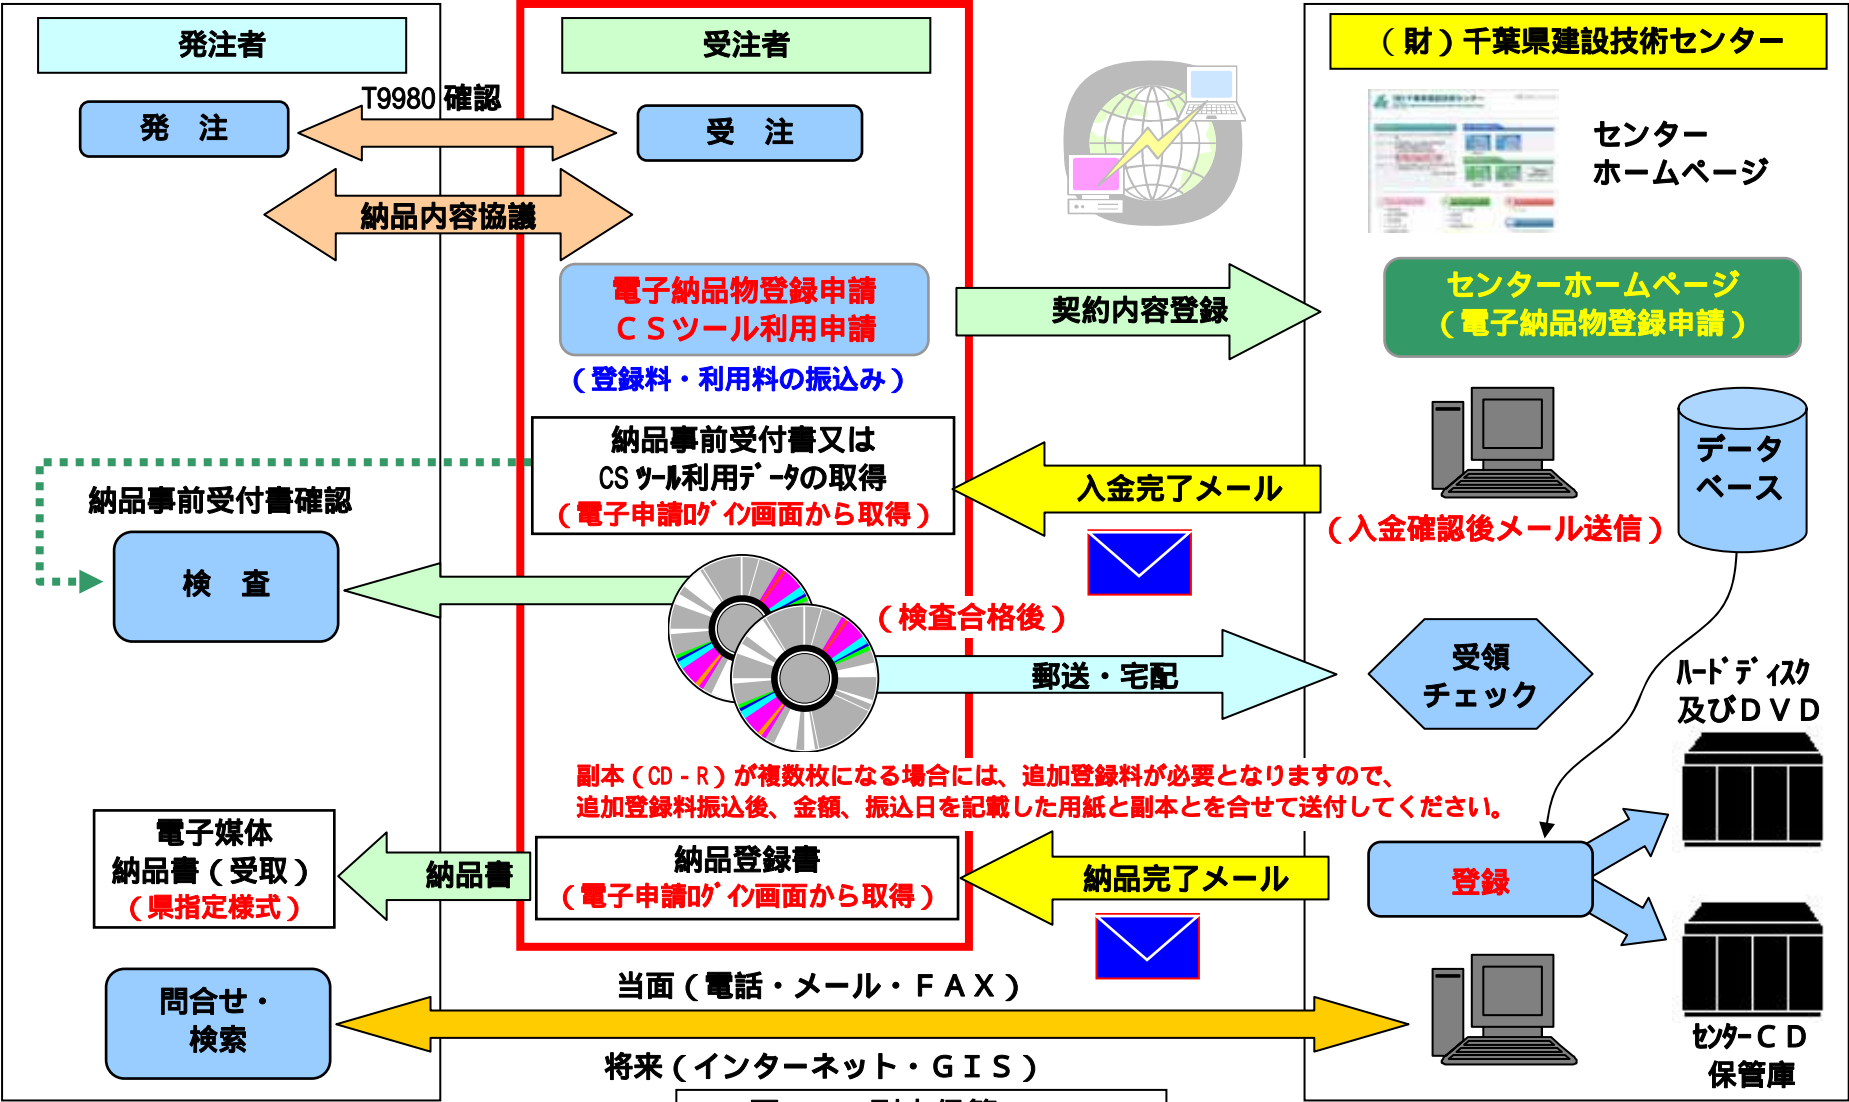 発注者
受注者
（財）千葉県建設技術センター
T9980 確認
発　注
受　注
センター
ホームページ
納品内容協議
電子納品物登録申請
ＣＳツール利用申請
契約内容登録
センターホームページ
（電子納品物登録申請）
（登録料・利用料の振込み）
納品事前受付書又は
CS ﾂｰﾙ利用ﾃﾞｰﾀの取得
（電子申請ﾛｸﾞｲﾝ画面から取得）
入金完了メール
データ
ベース
納品事前受付書確認
（入金確認後メール送信）
検　査
（検査合格後）
郵送・宅配
受領
チェック
ﾊｰﾄﾞﾃﾞｨｽｸ
及びＤＶＤ
副本（CD‐R）が複数枚になる場合には、追加登録料が必要となりますので、
追加登録料振込後、金額、振込日を記載した用紙と副本とを合せて送付してください。
電子媒体
納品書（受取）
（県指定様式）
納品書
納品登録書
（電子申請ﾛｸﾞｲﾝ画面から取得）
納品完了メール
登録
当面（電話・メール・ＦＡＸ）
問合せ・
検索
将来（インターネット・ＧＩＳ）
ｾﾝﾀｰＣＤ
保管庫